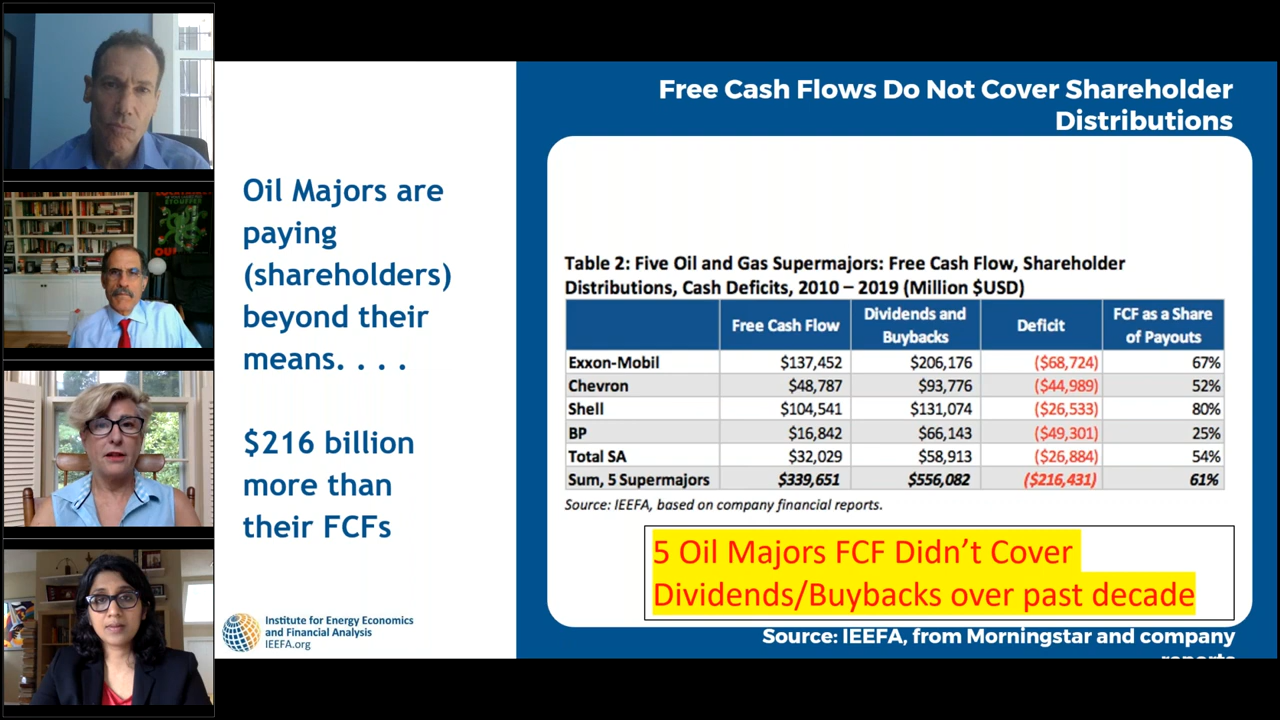 Oil Majors are
paying
(shareholders)
beyond their
means. . . .
$216 billion
more than
their FCFs
Institute for Energy Economics
and Financial Analysis
IEEFA.org
Free Cash Flows Do Not Cover Shareholder
Distributions
Table 2: Five Oil and Gas Supermajors: Free Cash Flow, Shareholder
Distributions, Cash Deficits, 2010 – 2019 (Million $USD)
Free Cash Flow Dividends and Buybacks Deficit FCF as a Share of Payouts
Exxon-Mobil $137,452 $206,176 ($68,724) 67%
Chevron $48,787 $93,776 ($44,989) 52%
Shell $104,541 $131,074 ($26,533) 80%
BP $16,842 $66,143 ($49,301) 25%
Total SA $32,029 $58,913 ($26,884) 54%
Sum, 5 Supermajors $339,651 $556,082 ($216,431) 61%
Source: IEEFA, based on company financial reports.
5 Oil Majors FCF Didn’t Cover
Dividends/Buybacks over past decade
Source: IEEFA, from Morningstar and company
reports